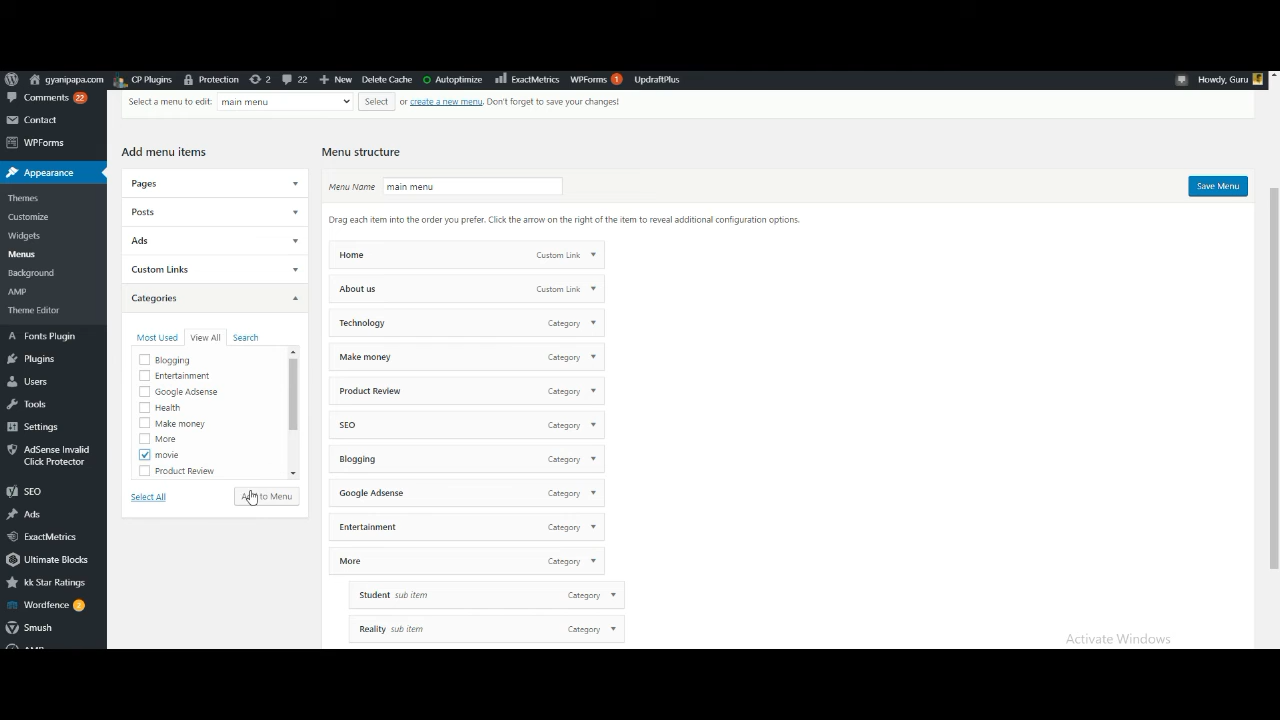 gyanipapa.com CP Plugins Protection 2 22 New Delete Cache Autoptimize ExactMetrics WPForms 1 UpdraftPlus Howdy, Guru
Comments 22
Contact
WPForms
Appearance
Themes
Customize
Widgets
Menus
Background
AMP
Theme Editor
Fonts Plugin
Plugins
Users
Tools
Settings
AdSense Invalid
Click Protector
SEO
Ads
ExactMetrics
Ultimate Blocks
kk Star Ratings
Wordfence 2
Smush
AMP
Select a menu to edit: main menu Select or create a new menu. Don't forget to save your changes!
Add menu items
Pages
Posts
Ads
Custom Links
Categories
Most Used View All Search
Blogging
Entertainment
Google Adsense
Health
Make money
More
movie
Product Review
Select All to Menu
Menu structure
Menu Name main menu Save Menu
Drag each item into the order you prefer. Click the arrow on the right of the item to reveal additional configuration options.
Home Custom Link
About us Custom Link
Technology Category
Make money Category
Product Review Category
SEO Category
Blogging Category
Google Adsense Category
Entertainment Category
More Category
Student sub item Category
Reality sub item Category
Activate Windows